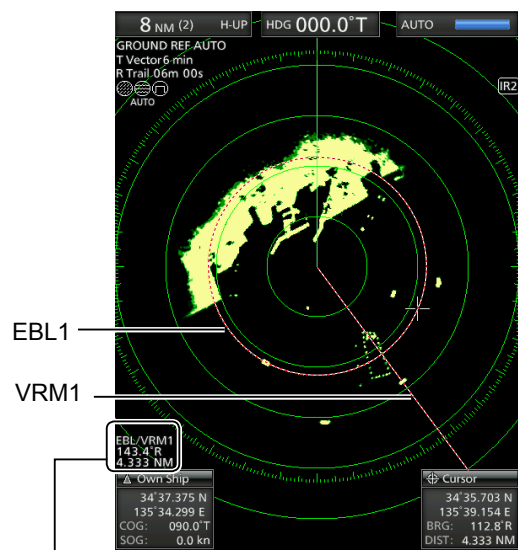 8 NM (2) H-UP HDG 000.0°T AUTO
GROUND REF AUTO
T Vector 6 min
R Trail 06m 00s
AUTO
IR2
EBL1
VRM1
EBL/VRM1
143.4°R
4.333 NM
Own Ship
34°37.375 N
135°34.299 E
COG: 090.0°T
SOG: 0.0 kn
Cursor
34°35.703 N
135°39.154 E
BRG: 112.8°R
DIST: 4.333 NM